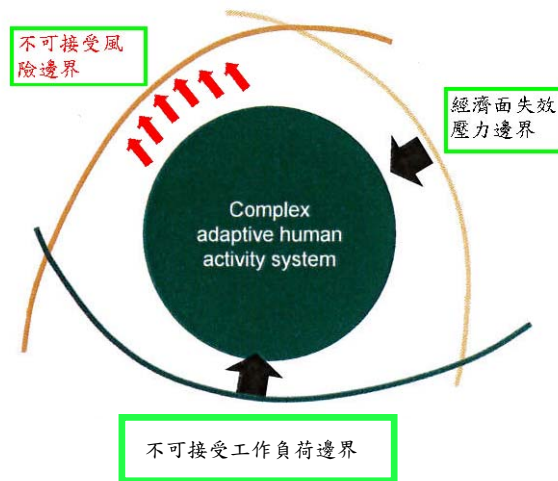 不可接受風
險邊界
經濟面失效
壓力邊界
Complex
adaptive human
activity system
不可接受工作負荷邊界